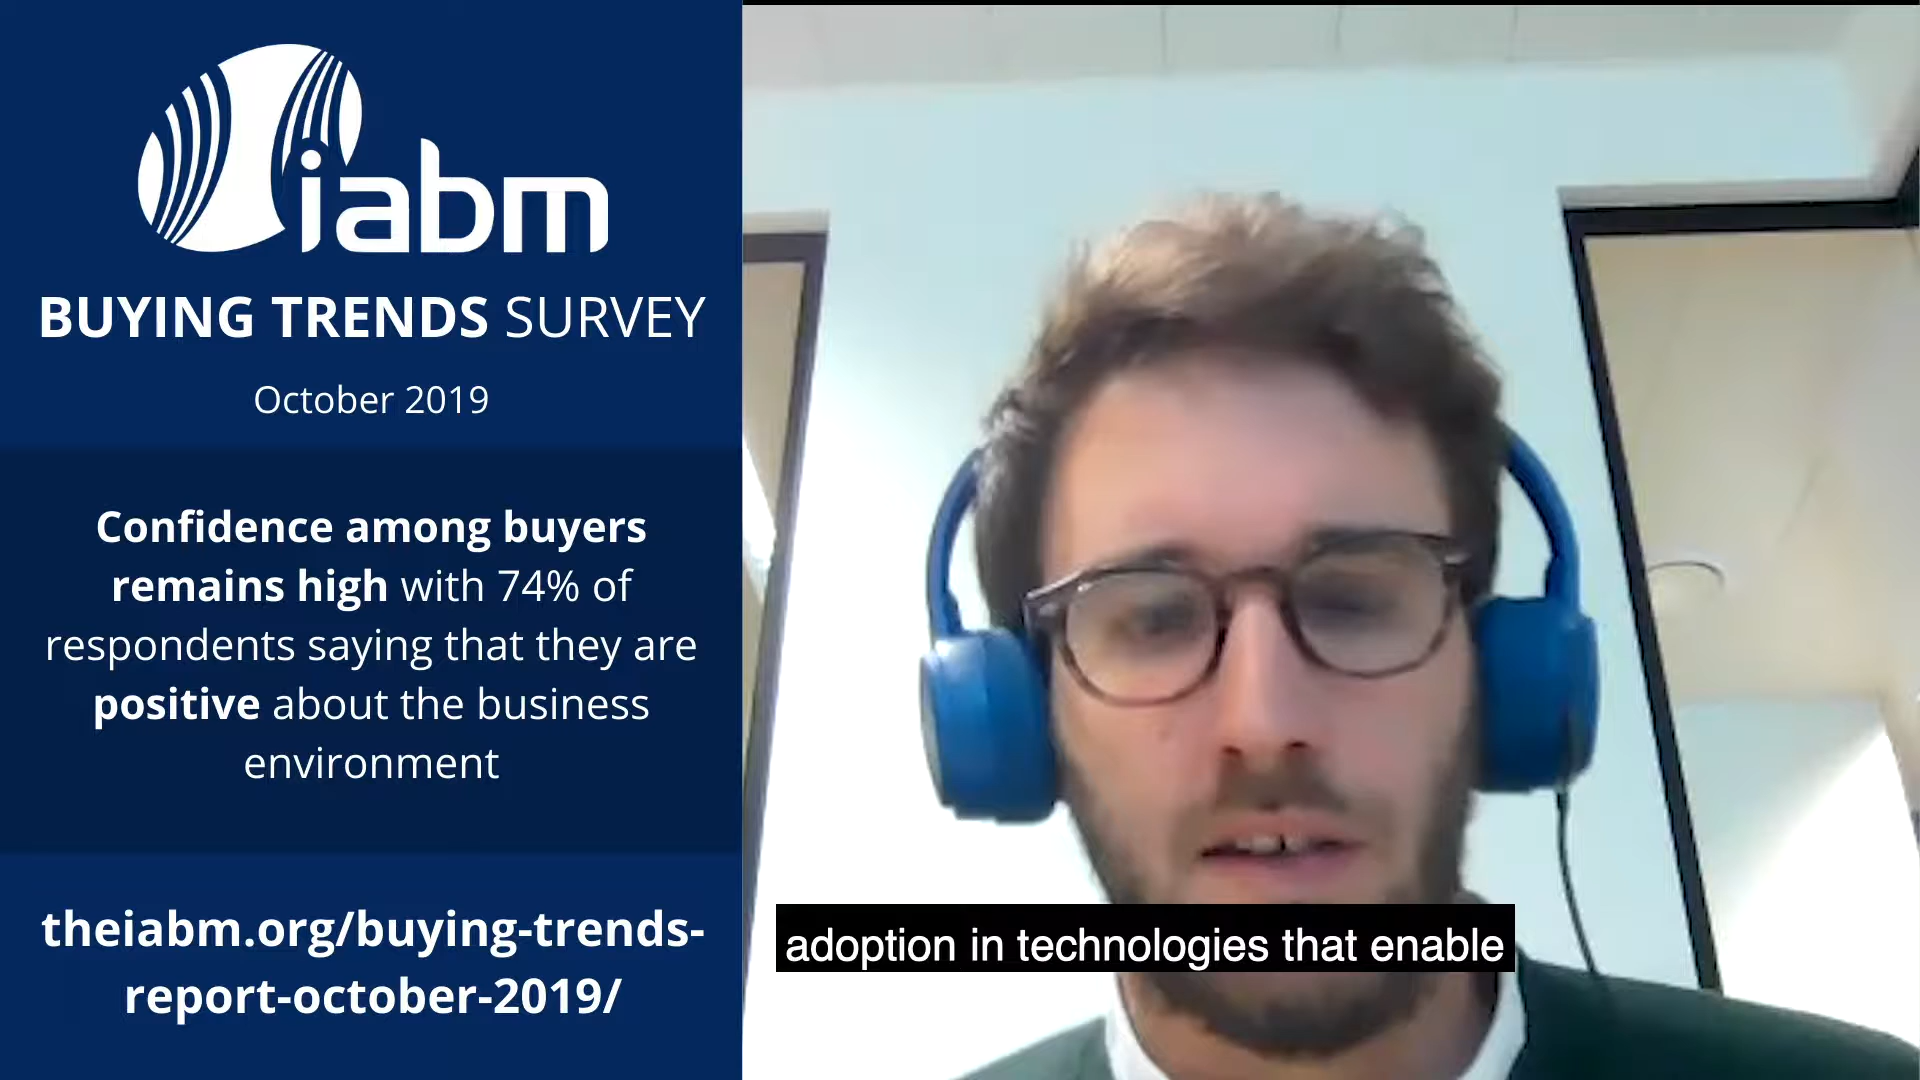 iabm
BUYING TRENDS SURVEY
October 2019
Confidence among buyers
remains high with 74% of
respondents saying that they are
positive about the business
environment
theiabm.org/buying-trends-
report-october-2019/
adoption in technologies that enable